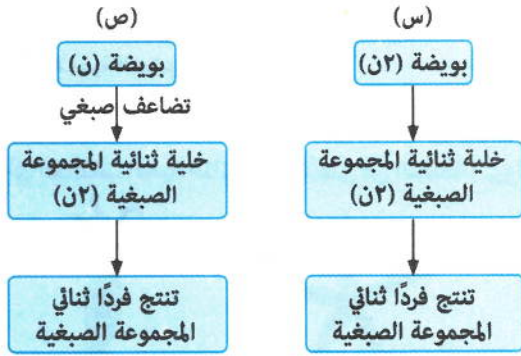 (س)
بويضة (٢ن)
خلية ثنائية المجموعة
الصبغية (٢ن)
تنتج فردًا ثنائي
المجموعة الصبغية
(ص)
بويضة (ن)
تضاعف صبغي
خلية ثنائية المجموعة
الصبغية (٢ن)
تنتج فردًا ثنائي
المجموعة الصبغية